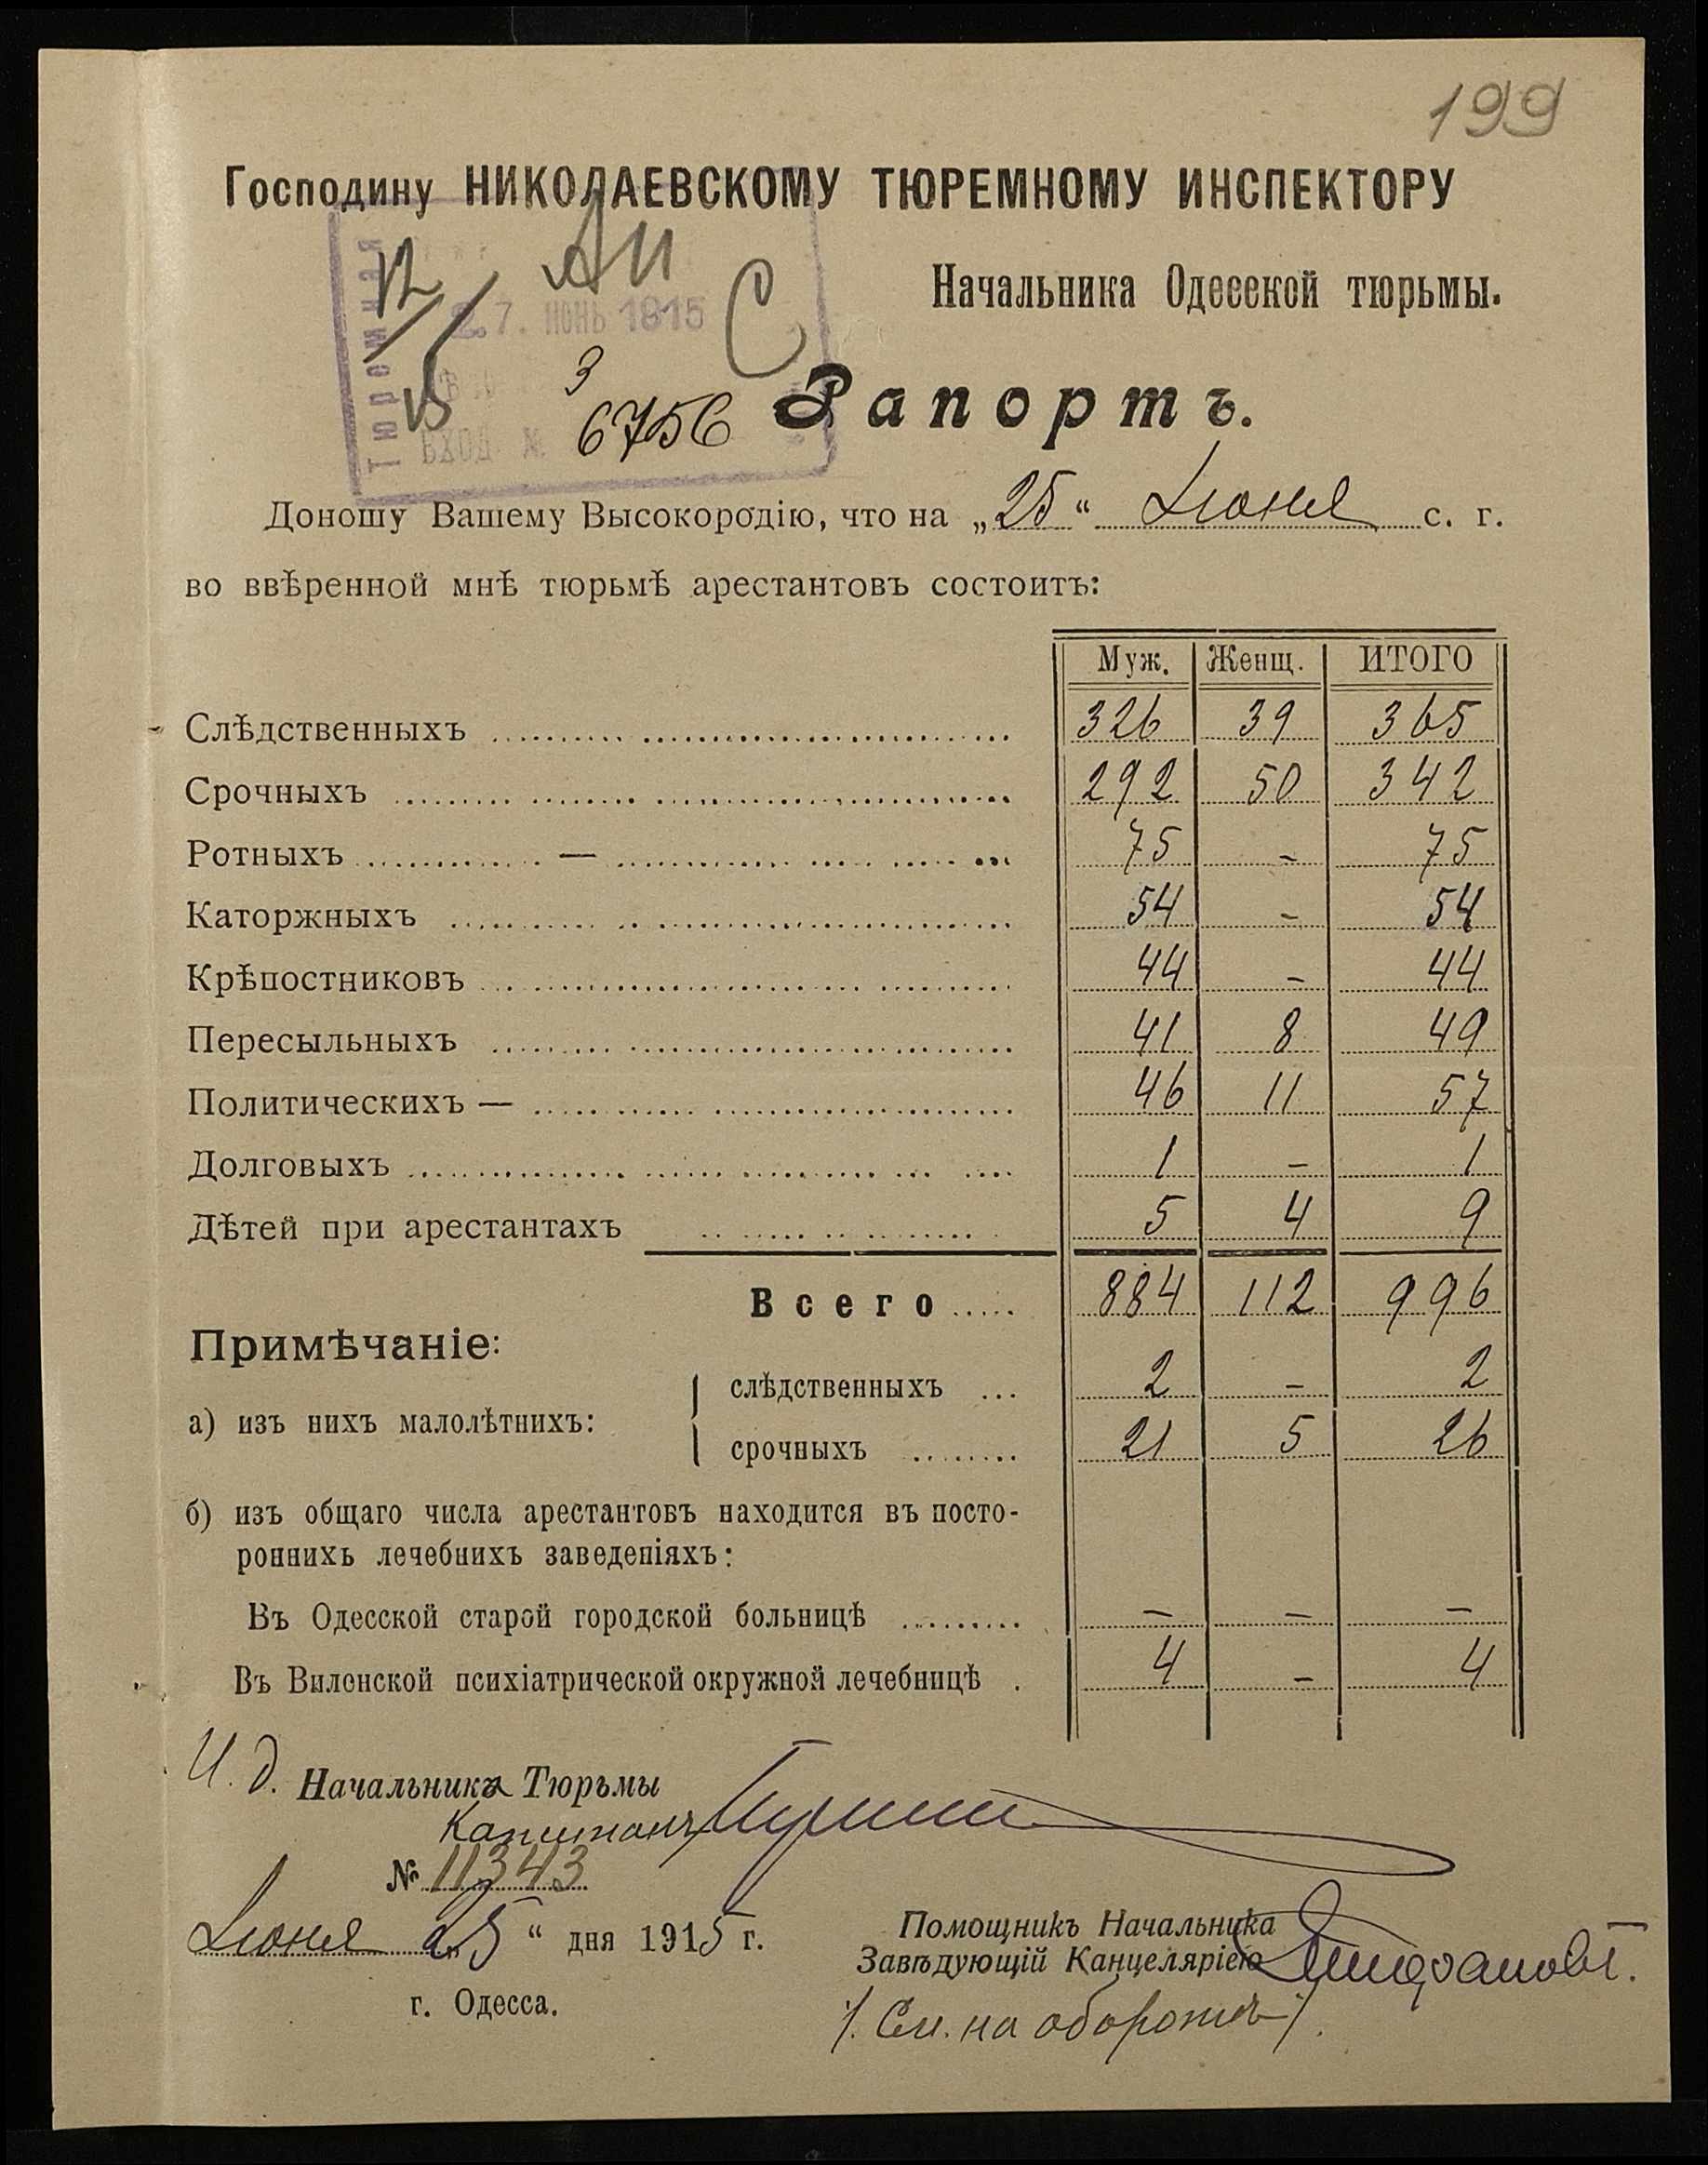 199
Господину НИКОЛАЕВСКОМУ ТЮРЕМНОМУ ИНСПЕКТОРУ
Начальника Одесской тюрьмы.
27. ИЮНЬ 1915
ВХОД. №
3
6756
Рапортъ.
Доношу Вашему Высокородію, что на „25“ Іюня с. г.
во ввѣренной мнѣ тюрьмѣ арестантовъ состоитъ:
Муж. Женщ. ИТОГО
Слѣдственныхъ 326 39 365
Срочныхъ 292 50 342
Ротныхъ — 75 - 75
Каторжныхъ 54 - 54
Крѣпостниковъ 44 - 44
Пересыльныхъ 41 8 49
Политическихъ — 46 11 57
Долговыхъ 1 - 1
Дѣтей при арестантахъ 5 4 9
Всего 884 112 996
Примѣчаніе:
а) изъ нихъ малолѣтнихъ:
слѣдственныхъ 2 - 2
срочныхъ 21 5 26
б) изъ общаго числа арестантовъ находится въ посто-
роннихь лечебнихъ заведеніяхъ:
Въ Одесской старой городской больницѣ — — —
Въ Виленской психіатрической окружной лечебницѣ 4 - 4
И. д. Начальника Тюрьмы
Капитанъ
№ 11343
Іюня 25 “ дня 1915 г.
г. Одесса.
Помощникъ Начальника
Завѣдующій Канцеляріею
/. См. на оборотѣ /.